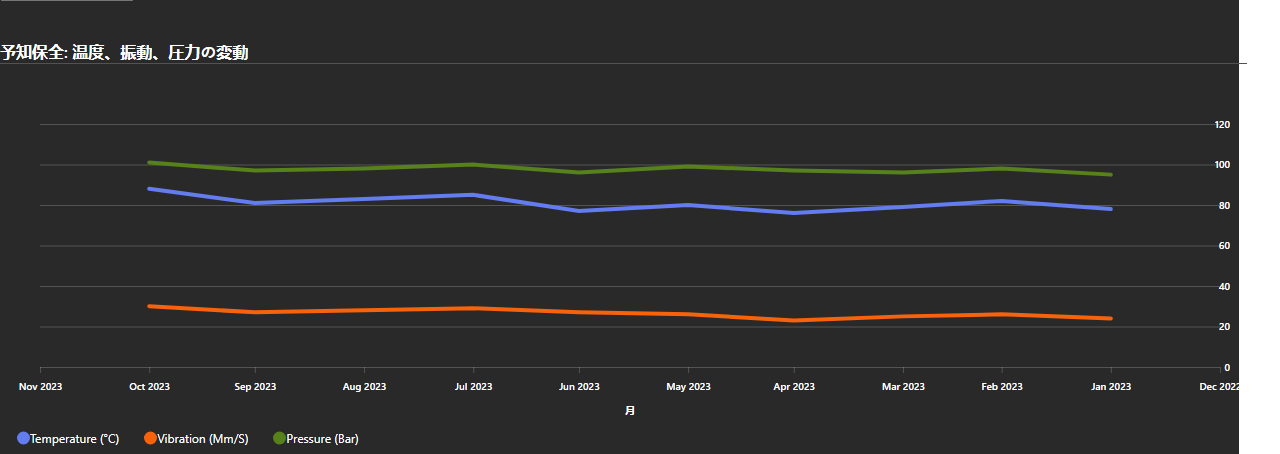 予知保全: 温度、振動、圧力の変動
120
100
80
60
40
20
0
Nov 2023 Oct 2023 Sep 2023 Aug 2023 Jul 2023 Jun 2023 May 2023 Apr 2023 Mar 2023 Feb 2023 Jan 2023 Dec 2022
月
Temperature (°C) Vibration (Mm/S) Pressure (Bar)